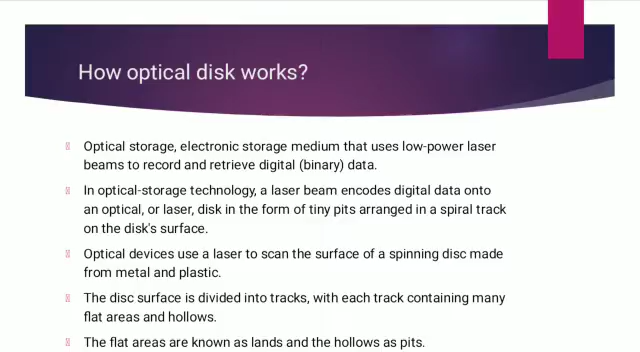 How optical disk works?
Optical storage, electronic storage medium that uses low-power laser
beams to record and retrieve digital (binary) data.
In optical-storage technology, a laser beam encodes digital data onto
an optical, or laser, disk in the form of tiny pits arranged in a spiral track
on the disk's surface.
Optical devices use a laser to scan the surface of a spinning disc made
from metal and plastic.
The disc surface is divided into tracks, with each track containing many
flat areas and hollows.
The flat areas are known as lands and the hollows as pits.